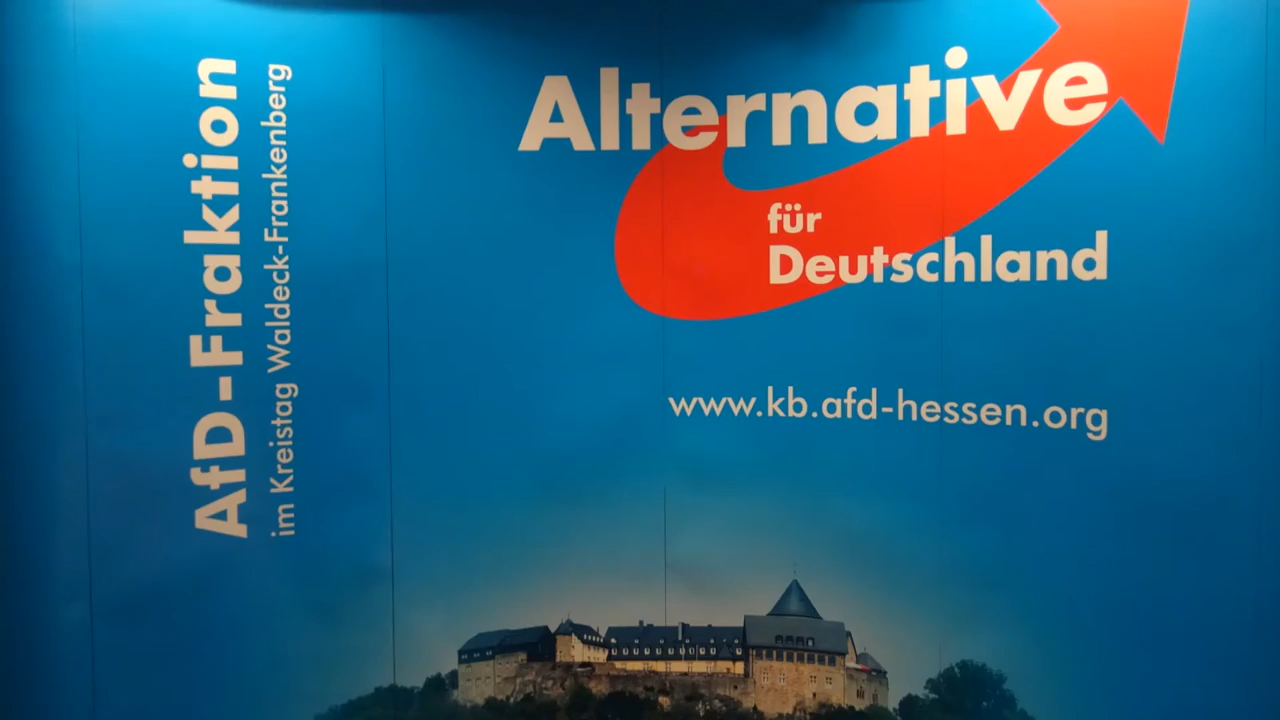 AfD-Fraktion
im Kreistag Waldeck-Frankenberg
Alternative
für
Deutschland
www.kb.afd-hessen.org